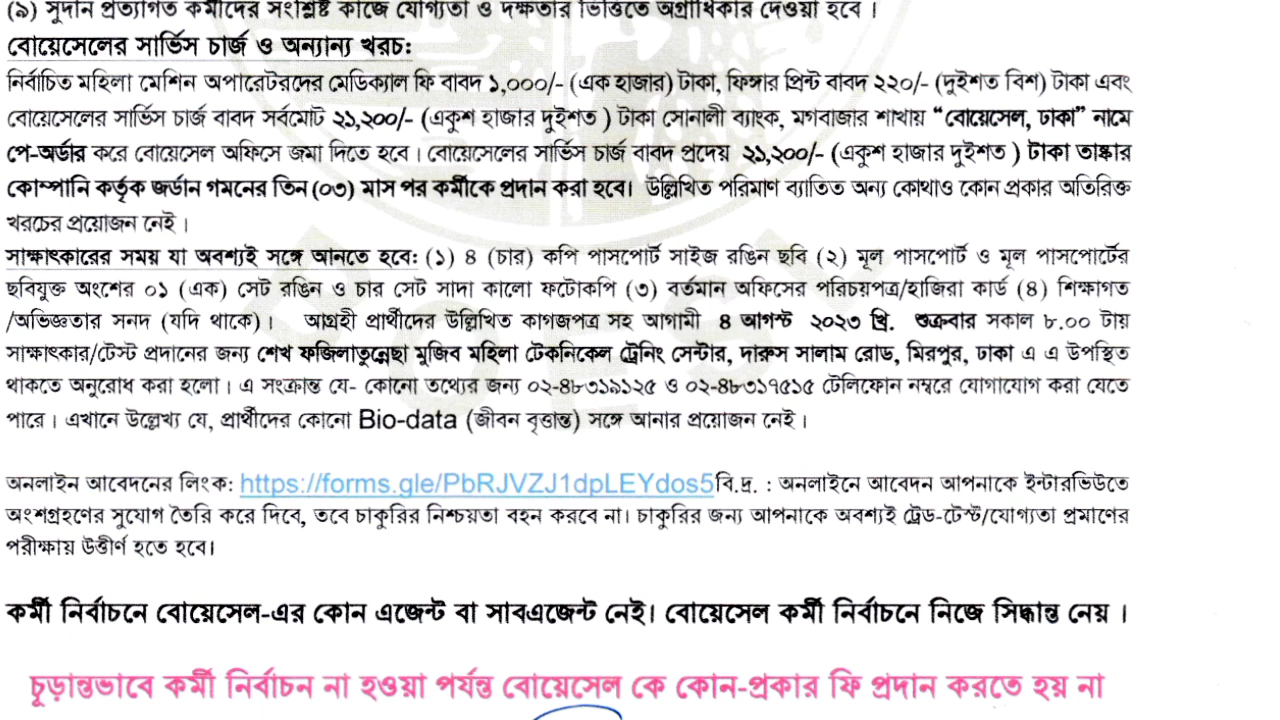 (৯) সুদান প্রত্যাগত কর্মীদের সংশ্লিষ্ট কাজে যোগ্যতা ও দক্ষতার ভিত্তিতে অগ্রাধিকার দেওয়া হবে।
বোয়েসেলের সার্ভিস চার্জ ও অন্যান্য খরচ:
নির্বাচিত মহিলা মেশিন অপারেটরদের মেডিক্যাল ফি বাবদ ১,০০০/- (এক হাজার) টাকা, ফিঙ্গার প্রিন্ট বাবদ ২২০/- (দুইশত বিশ) টাকা এবং
বোয়েসেলের সার্ভিস চার্জ বাবদ সর্বমোট ২১,২০০/- (একুশ হাজার দুইশত ) টাকা সোনালী ব্যাংক, মগবাজার শাখায় “বোয়েসেল, ঢাকা” নামে
পে-অর্ডার করে বোয়েসেল অফিসে জমা দিতে হবে। বোয়েসেলের সার্ভিস চার্জ বাবদ প্রদেয় ২১,২০০/- (একুশ হাজার দুইশত ) টাকা তাস্কার
কোম্পানি কর্তৃক জর্ডান গমনের তিন (০৩) মাস পর কর্মীকে প্রদান করা হবে। উল্লিখিত পরিমাণ ব্যাতিত অন্য কোথাও কোন প্রকার অতিরিক্ত
খরচের প্রয়োজন নেই।
সাক্ষাৎকারের সময় যা অবশ্যই সঙ্গে আনতে হবে: (১) ৪ (চার) কপি পাসপোর্ট সাইজ রঙিন ছবি (২) মূল পাসপোর্ট ও মূল পাসপোর্টের
ছবিযুক্ত অংশের ০১ (এক) সেট রঙিন ও চার সেট সাদা কালো ফটোকপি (৩) বর্তমান অফিসের পরিচয়পত্র/হাজিরা কার্ড (৪) শিক্ষাগত
/অভিজ্ঞতার সনদ (যদি থাকে)। আগ্রহী প্রার্থীদের উল্লিখিত কাগজপত্র সহ আগামী ৪ আগস্ট ২০২৩ খ্রি. শুক্রবার সকাল ৮.০০ টায়
সাক্ষাৎকার/টেস্ট প্রদানের জন্য শেখ ফজিলাতুন্নেছা মুজিব মহিলা টেকনিকেল ট্রেনিং সেন্টার, দারুস সালাম রোড, মিরপুর, ঢাকা এ এ উপস্থিত
থাকতে অনুরোধ করা হলো। এ সংক্রান্ত যে- কোনো তথ্যের জন্য ০২-৪৮৩১৯১২৫ ও ০২-৪৮৩১৭৫১৫ টেলিফোন নম্বরে যোগাযোগ করা যেতে
পারে। এখানে উল্লেখ্য যে, প্রার্থীদের কোনো Bio-data (জীবন বৃত্তান্ত) সঙ্গে আনার প্রয়োজন নেই।
অনলাইন আবেদনের লিংক: https://forms.gle/PbRJVZJ1dpLEYdos5বি.দ্র. : অনলাইনে আবেদন আপনাকে ইন্টারভিউতে
অংশগ্রহণের সুযোগ তৈরি করে দিবে, তবে চাকুরির নিশ্চয়তা বহন করবে না। চাকুরির জন্য আপনাকে অবশ্যই ট্রেড-টেস্ট/যোগ্যতা প্রমাণের
পরীক্ষায় উত্তীর্ণ হতে হবে।
কর্মী নির্বাচনে বোয়েসেল-এর কোন এজেন্ট বা সাবএজেন্ট নেই। বোয়েসেল কর্মী নির্বাচনে নিজে সিদ্ধান্ত নেয়।
চূড়ান্তভাবে কর্মী নির্বাচন না হওয়া পর্যন্ত বোয়েসেল কে কোন-প্রকার ফি প্রদান করতে হয় না